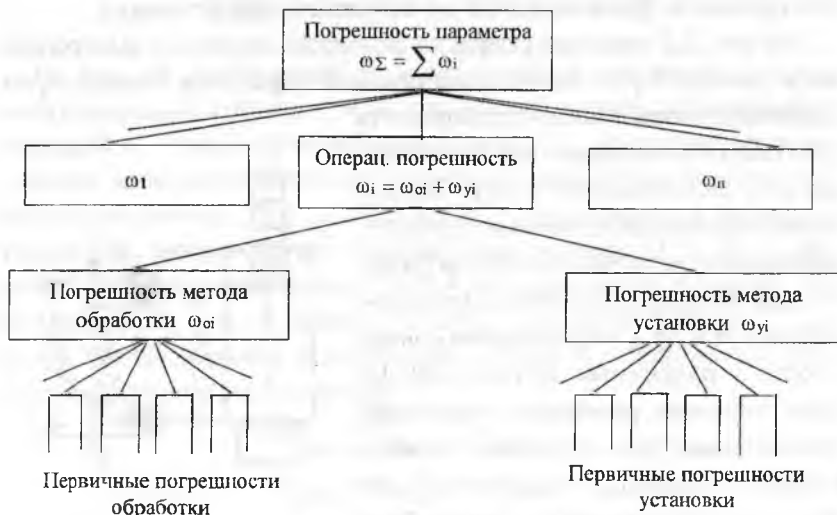 Погрешность параметра
ωΣ = ∑ ωi
ω1
Операц. погрешность
ωi = ωoi + ωyi
ωn
Погрешность метода
обработки ωoi
Погрешность метода
установки ωyi
Первичные погрешности
обработки
Первичные погрешности
установки